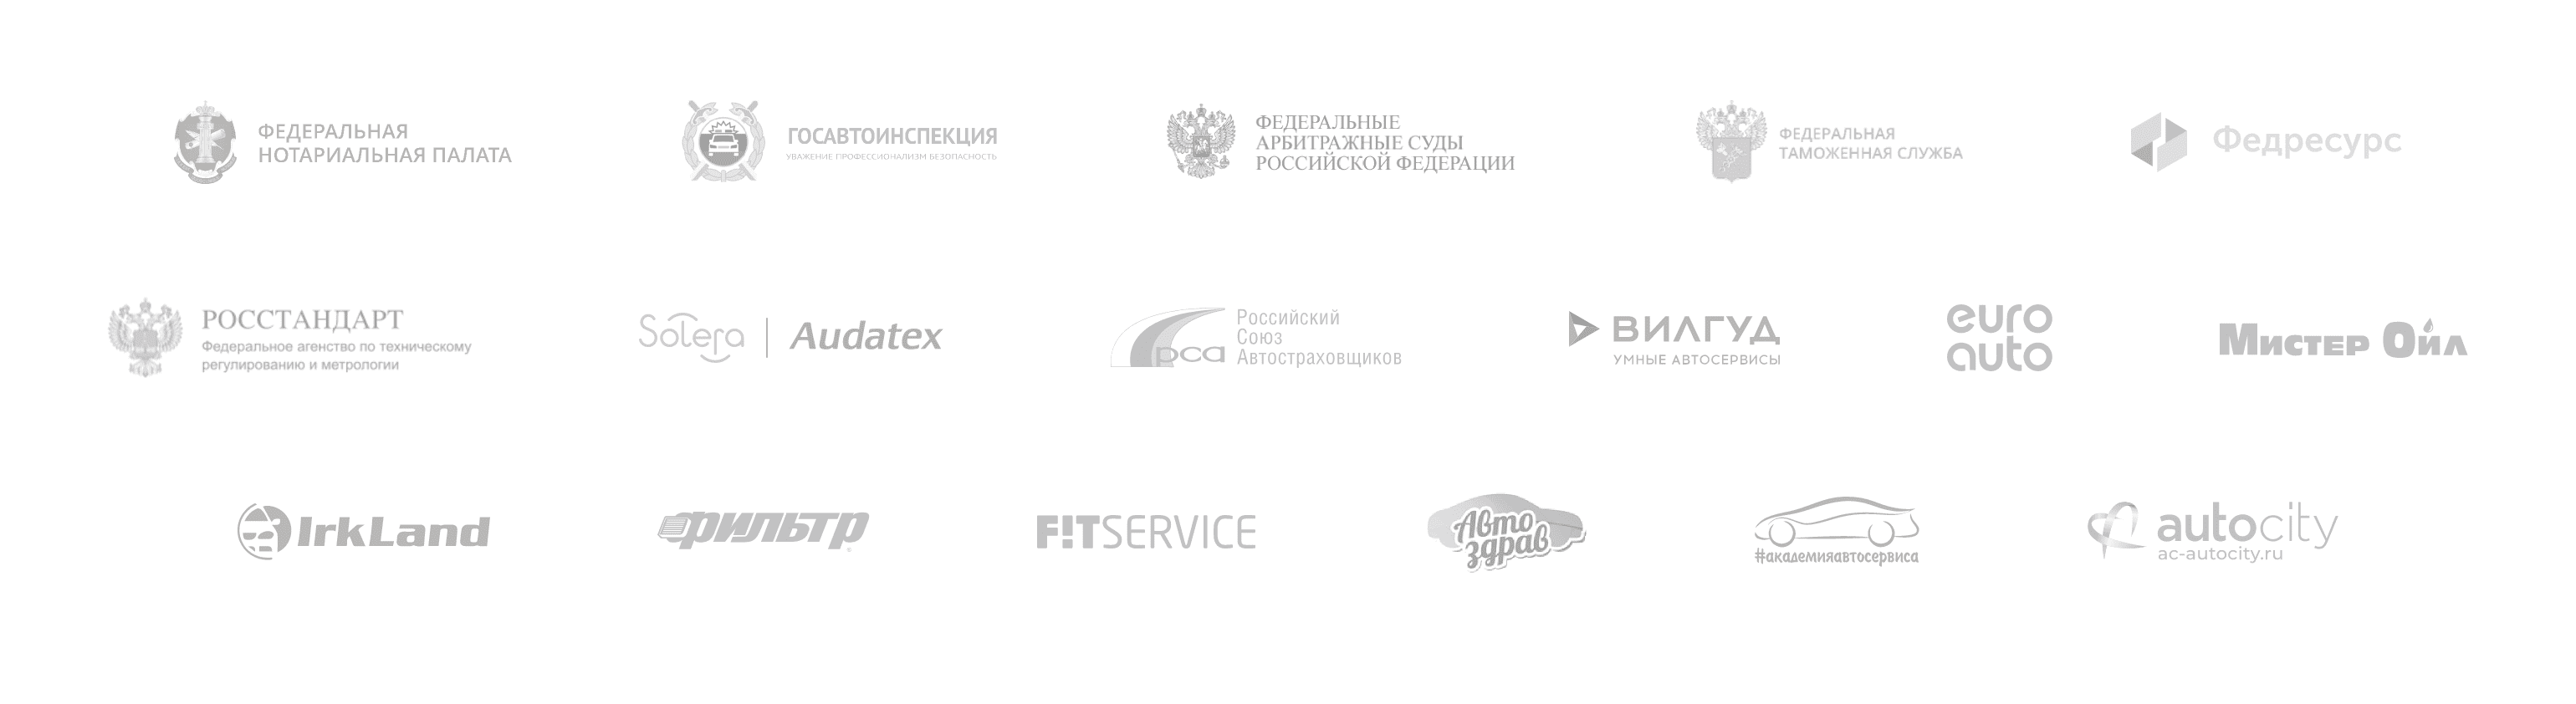 ФЕДЕРАЛЬНАЯ
НОТАРИАЛЬНАЯ ПАЛАТА
ГОСАВТОИНСПЕКЦИЯ
УВАЖЕНИЕ ПРОФЕССИОНАЛИЗМ БЕЗОПАСНОСТЬ
ФЕДЕРАЛЬНЫЕ
АРБИТРАЖНЫЕ СУДЫ
РОССИЙСКОЙ ФЕДЕРАЦИИ
ФЕДЕРАЛЬНАЯ
ТАМОЖЕННАЯ СЛУЖБА
Федресурс
РОССТАНДАРТ
Федеральное агенство по техническому
регулированию и метрологии
Solera
Audatex
рса
Российский
Союз
Автостраховщиков
ВИЛГУД
УМНЫЕ АВТОСЕРВИСЫ
euro
auto
Мистер Ойл
IrkLand
Фильтр
F!TSERVICE
Авто
здрав
#академияавтосервиса
autocity
ac-autocity.ru